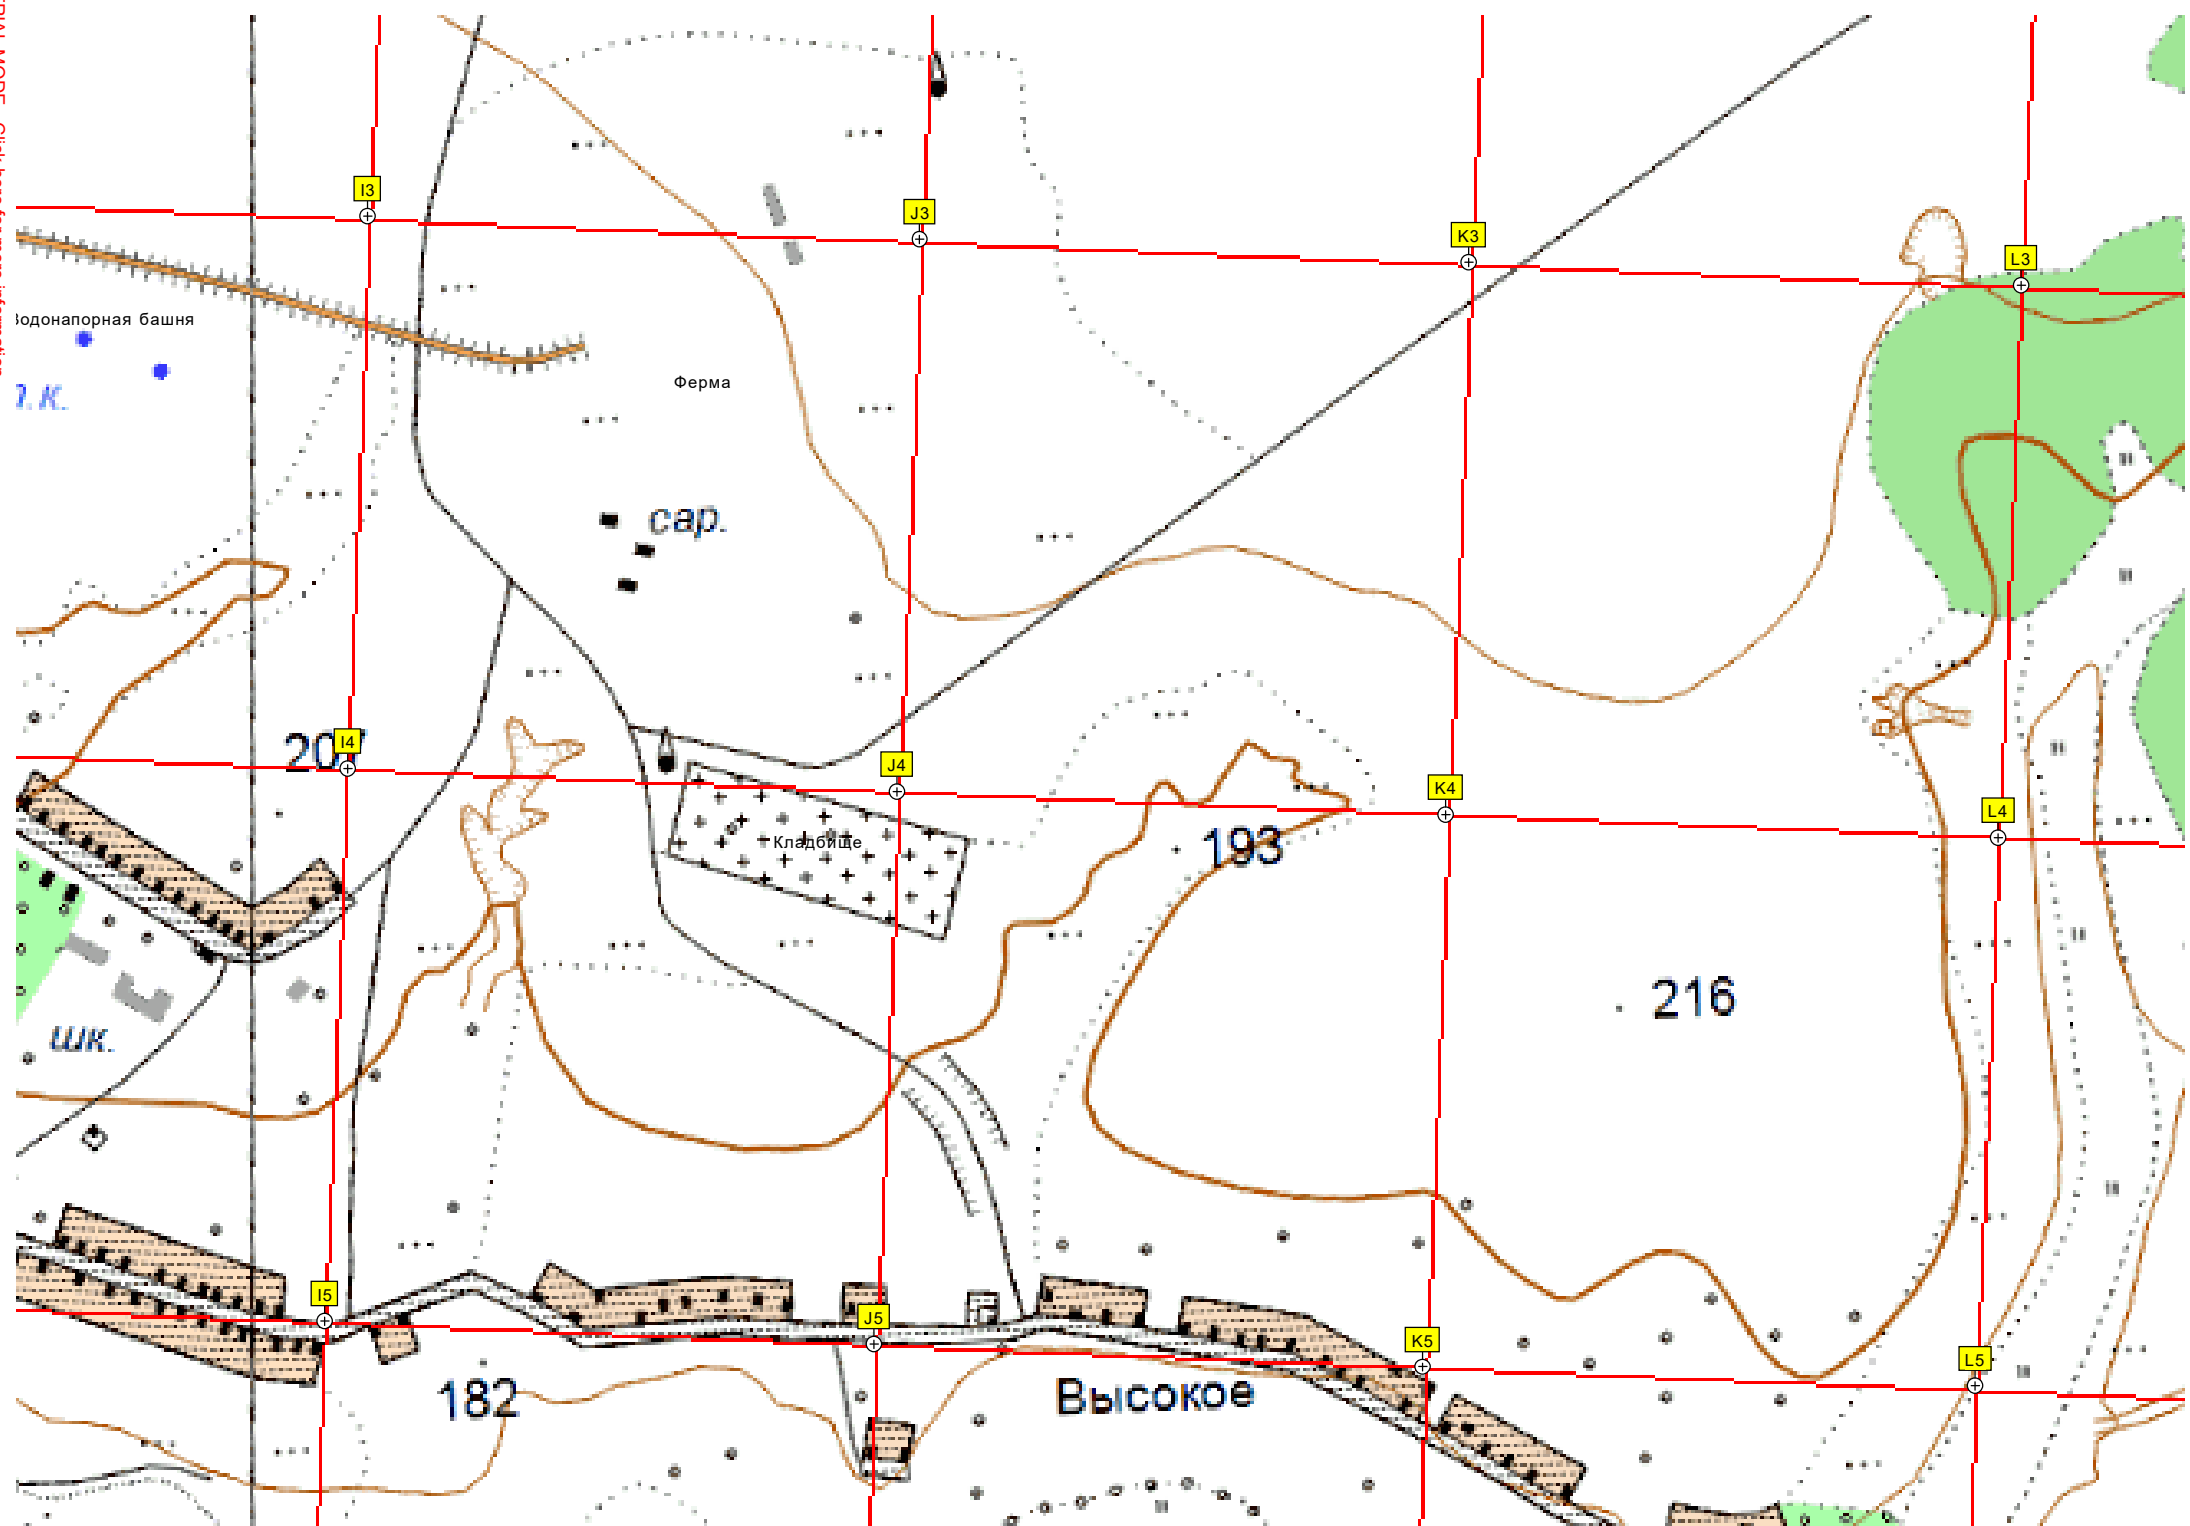 I3
J3
K3
L3
Водонапорная башня
п.к.
Ферма
сар.
207
I4
J4
K4
L4
Кладбище
193
216
шк.
I5
J5
K5
L5
182
Высокое